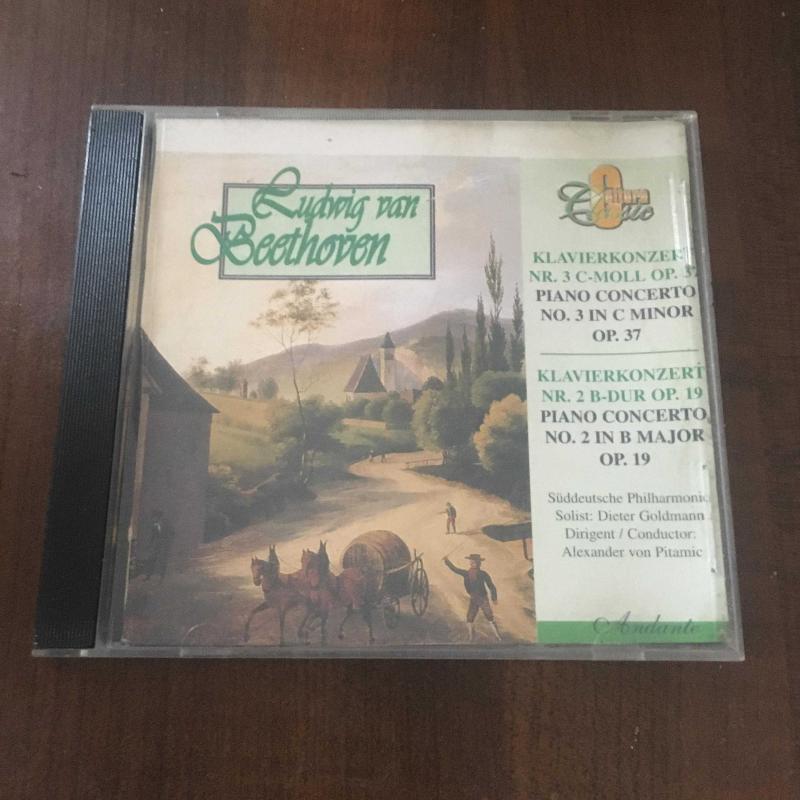 Ludwig van
Beethoven
Classic
KLAVIERKONZERT
NR. 3 C-MOLL OP. 37
PIANO CONCERTO
NO. 3 IN C MINOR
OP. 37
KLAVIERKONZERT
NR. 2 B-DUR OP. 19
PIANO CONCERTO
NO. 2 IN B MAJOR
OP. 19
Süddeutsche Philharmonic
Solist: Dieter Goldmann
Dirigent / Conductor:
Alexander von Pitamic
Andante